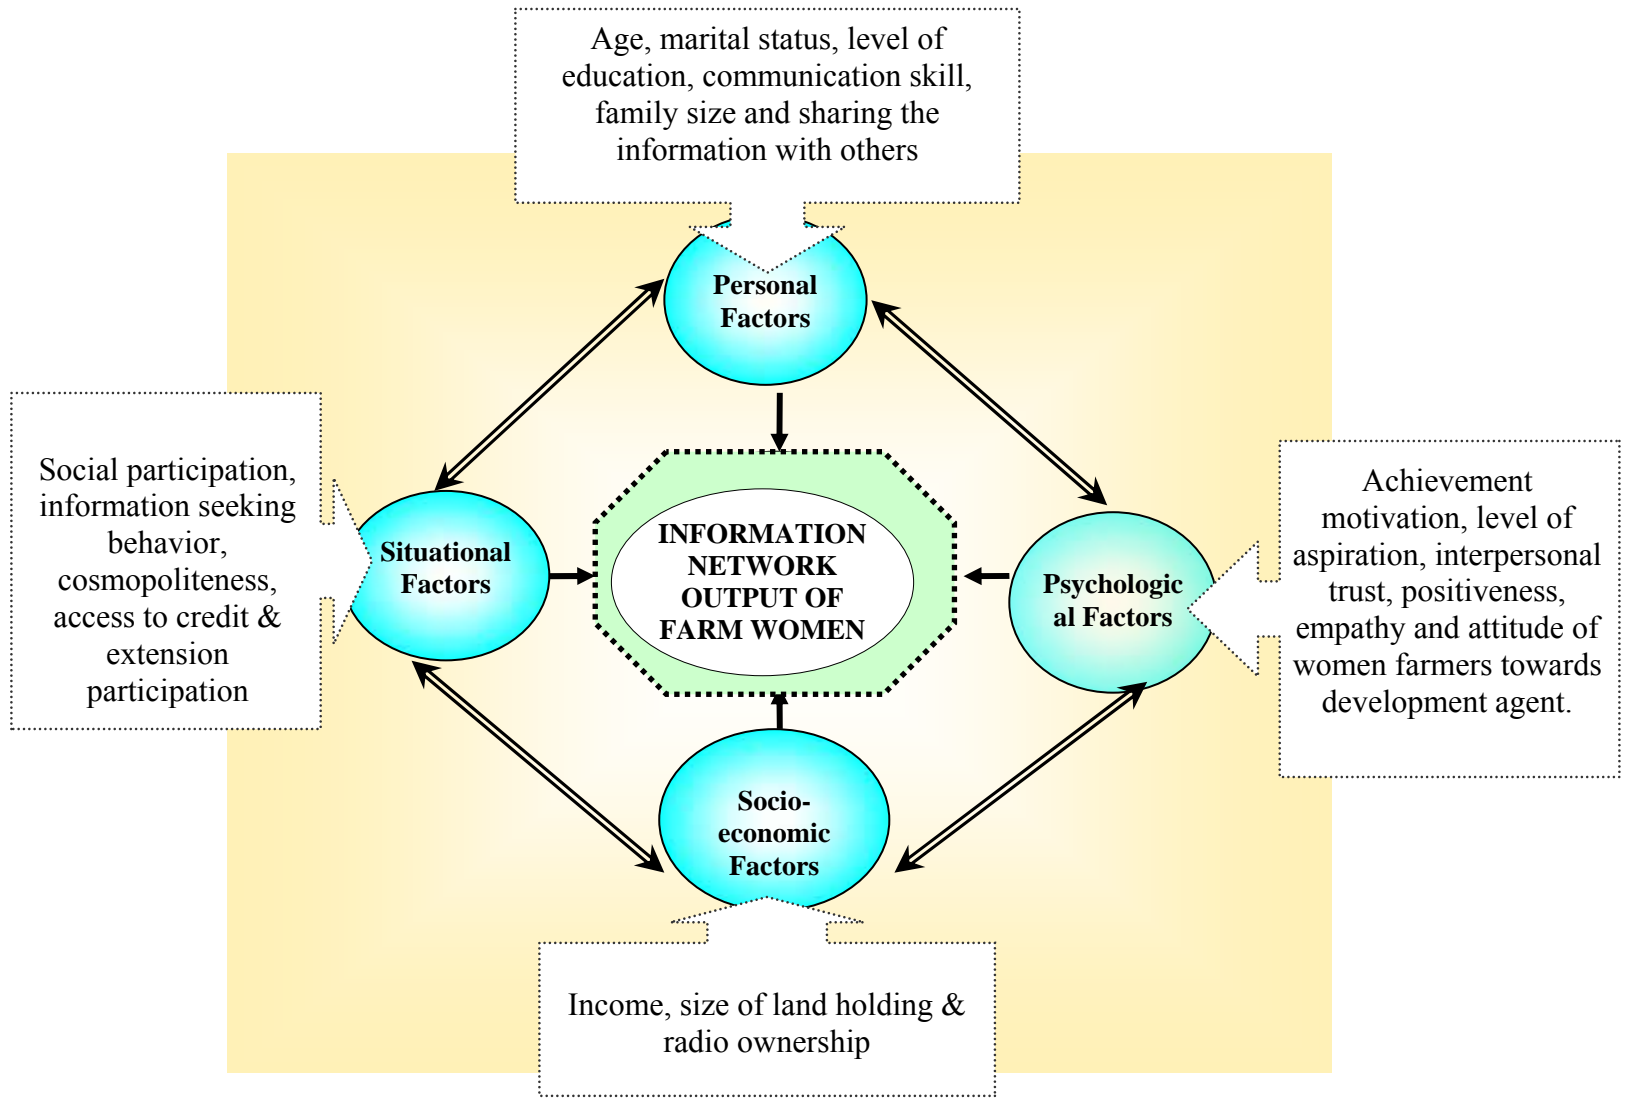 Age, marital status, level of
education, communication skill,
family size and sharing the
information with others
Personal
Factors
Social participation,
information seeking
behavior,
cosmopoliteness,
access to credit &
extension
participation
Situational
Factors
INFORMATION
NETWORK
OUTPUT OF
FARM WOMEN
Psychologic
al Factors
Achievement
motivation, level of
aspiration, interpersonal
trust, positiveness,
empathy and attitude of
women farmers towards
development agent.
Socio-
economic
Factors
Income, size of land holding &
radio ownership